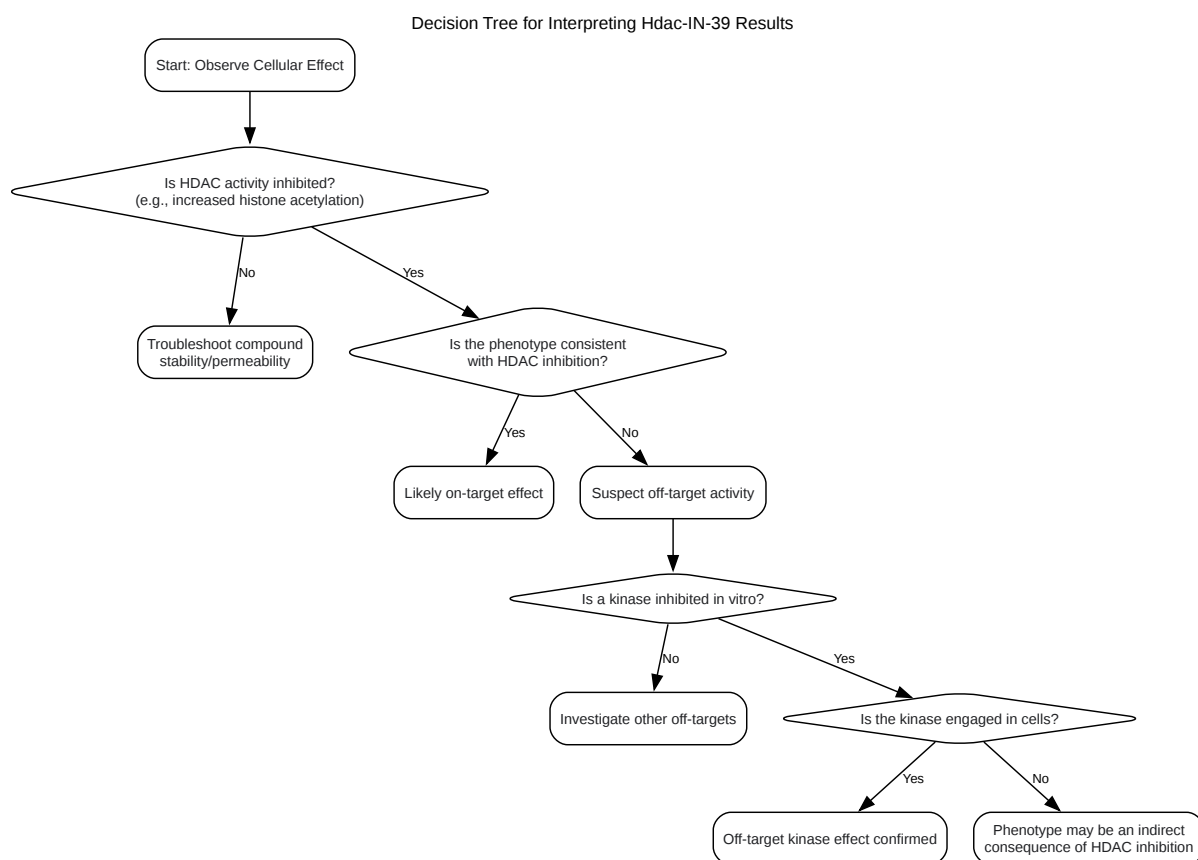 Decision Tree for Interpreting Hdac-IN-39 Results
Start: Observe Cellular Effect
Is HDAC activity inhibited?
(e.g., increased histone acetylation)
No
Yes
Troubleshoot compound
stability/permeability
Is the phenotype consistent
with HDAC inhibition?
Yes
No
Likely on-target effect
Suspect off-target activity
Is a kinase inhibited in vitro?
No
Yes
Investigate other off-targets
Is the kinase engaged in cells?
Yes
No
Off-target kinase effect confirmed
Phenotype may be an indirect
consequence of HDAC inhibition